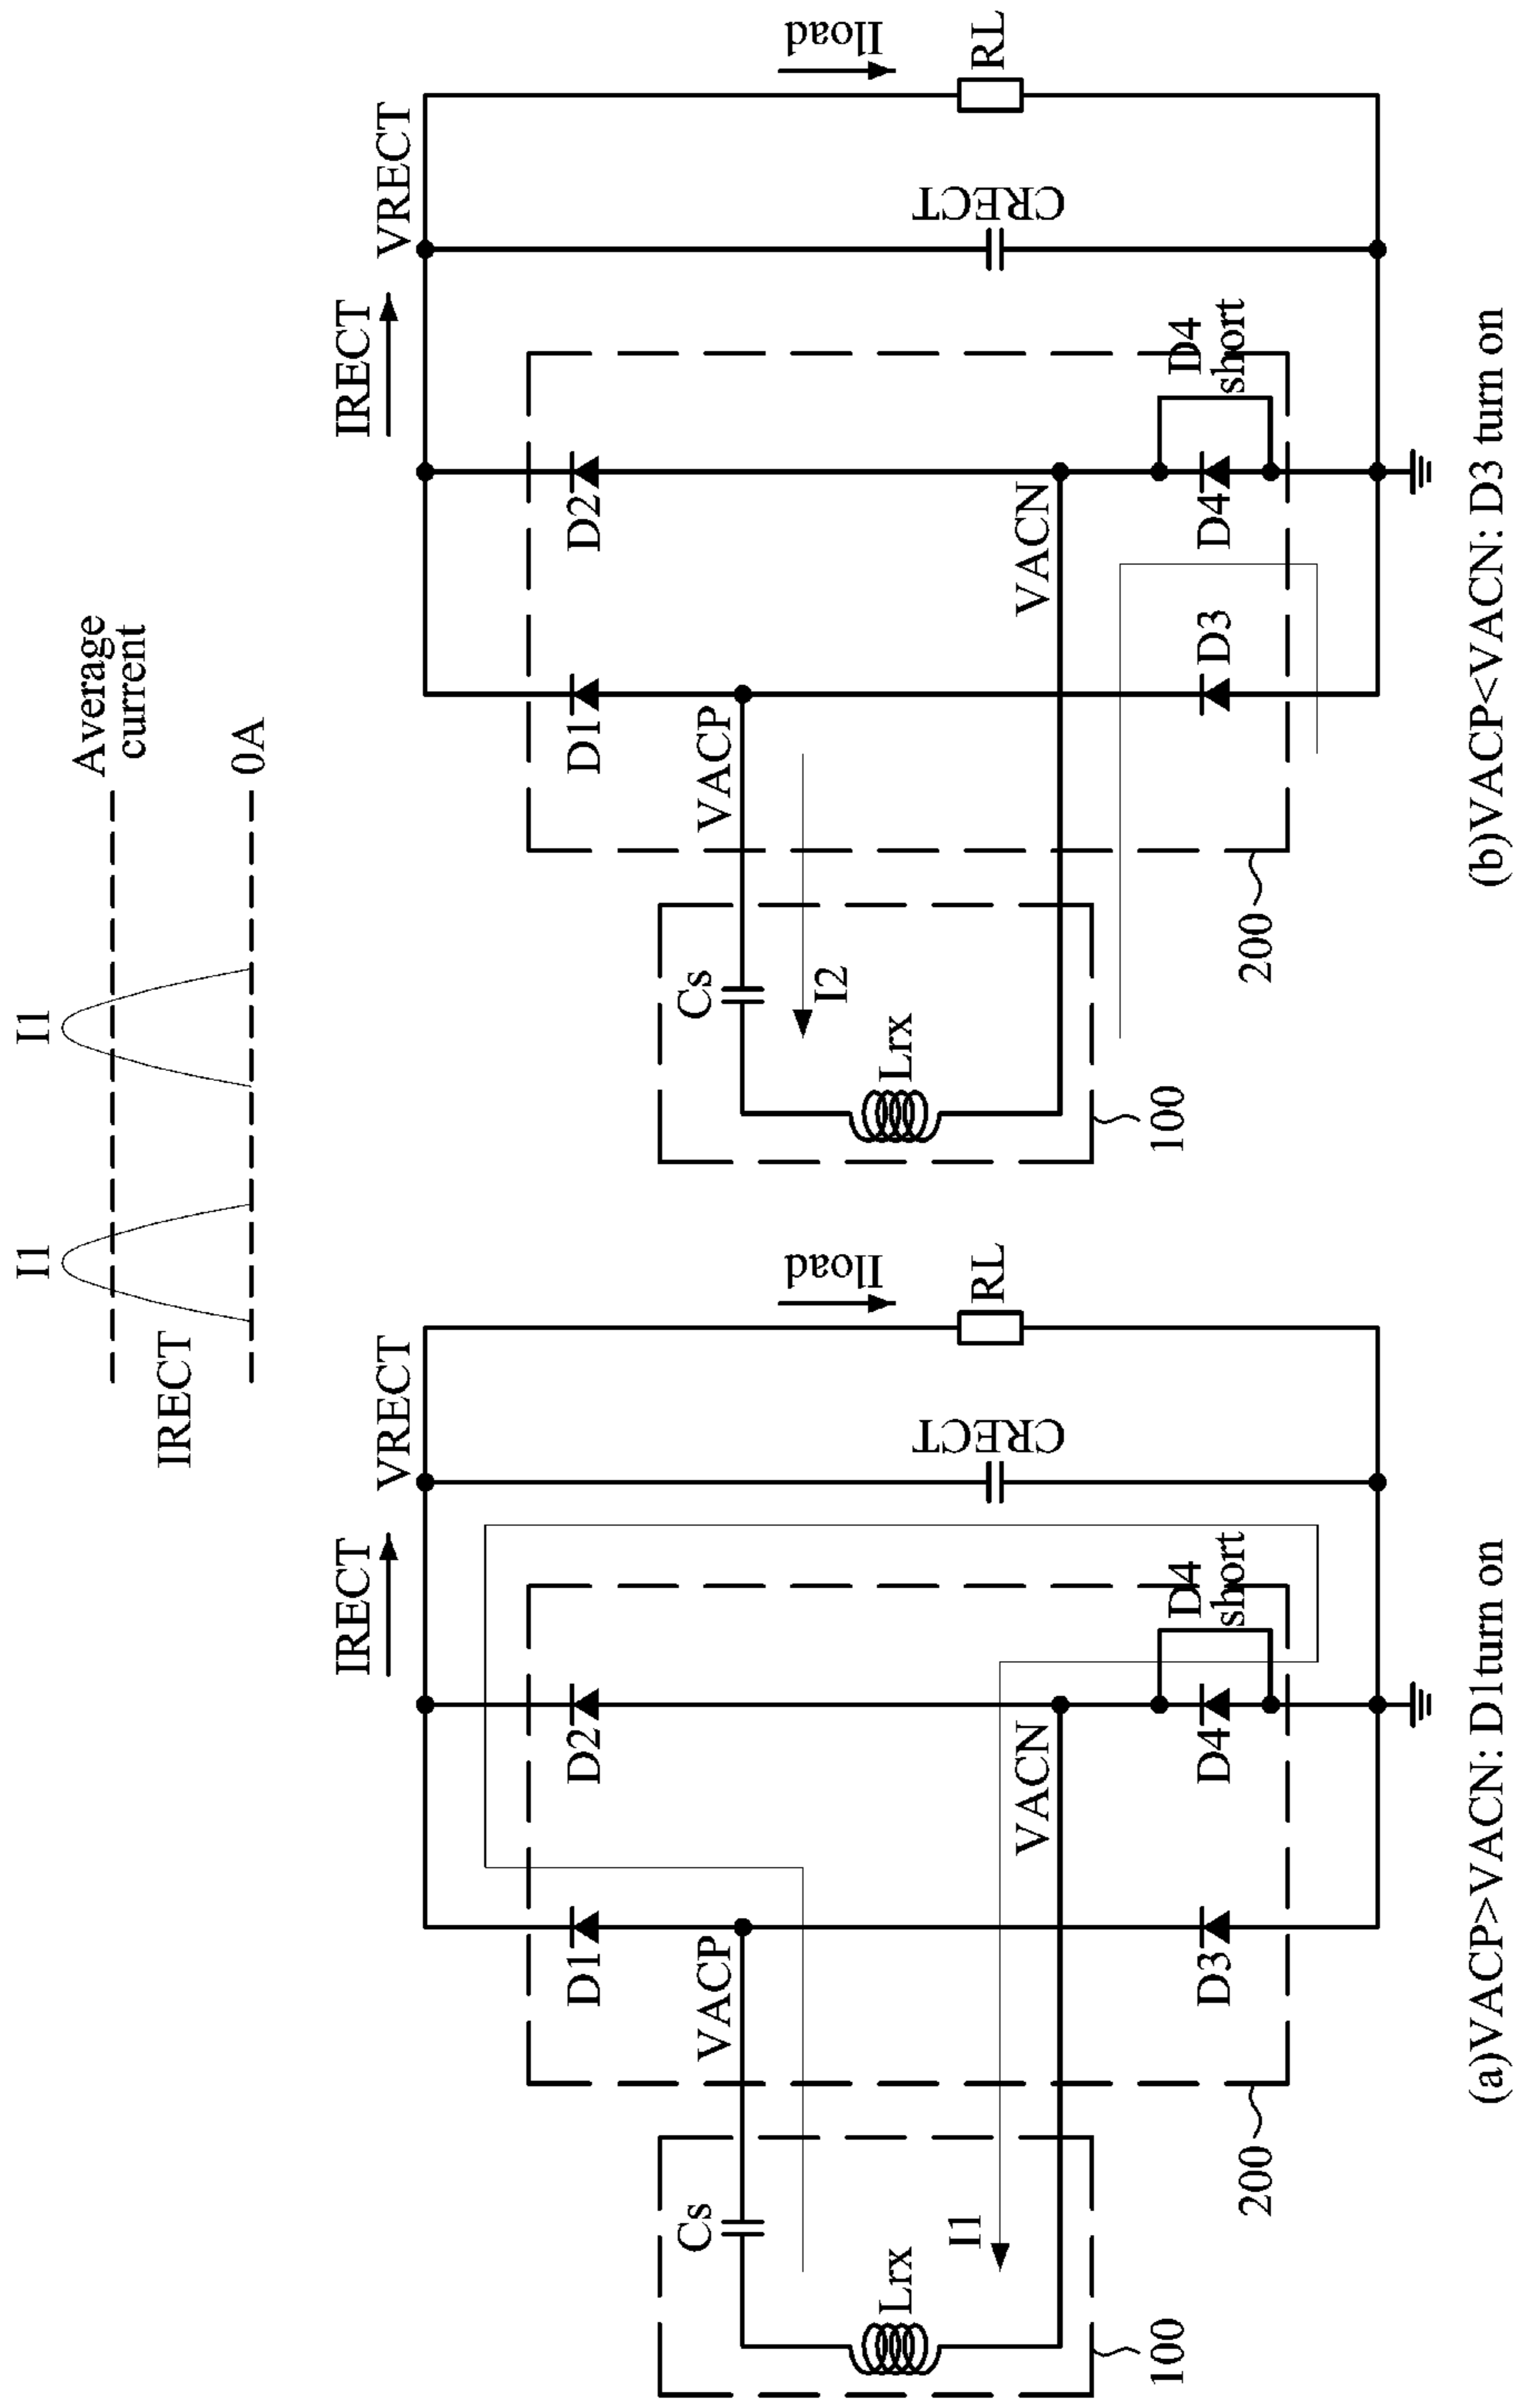 I1
I1
Average
current
IRECT
0A
IRECT
VRECT
D1
D2
VACP
Cs
Lrx
I1
VACN
D3
D4
D4
short
CRECT
Iload
RL
100
200
(a)VACP>VACN: D1turn on
IRECT
VRECT
D1
D2
VACP
Cs
Lrx
I2
VACN
D3
D4
D4
short
CRECT
Iload
RL
100
200
(b)VACP<VACN: D3 turn on